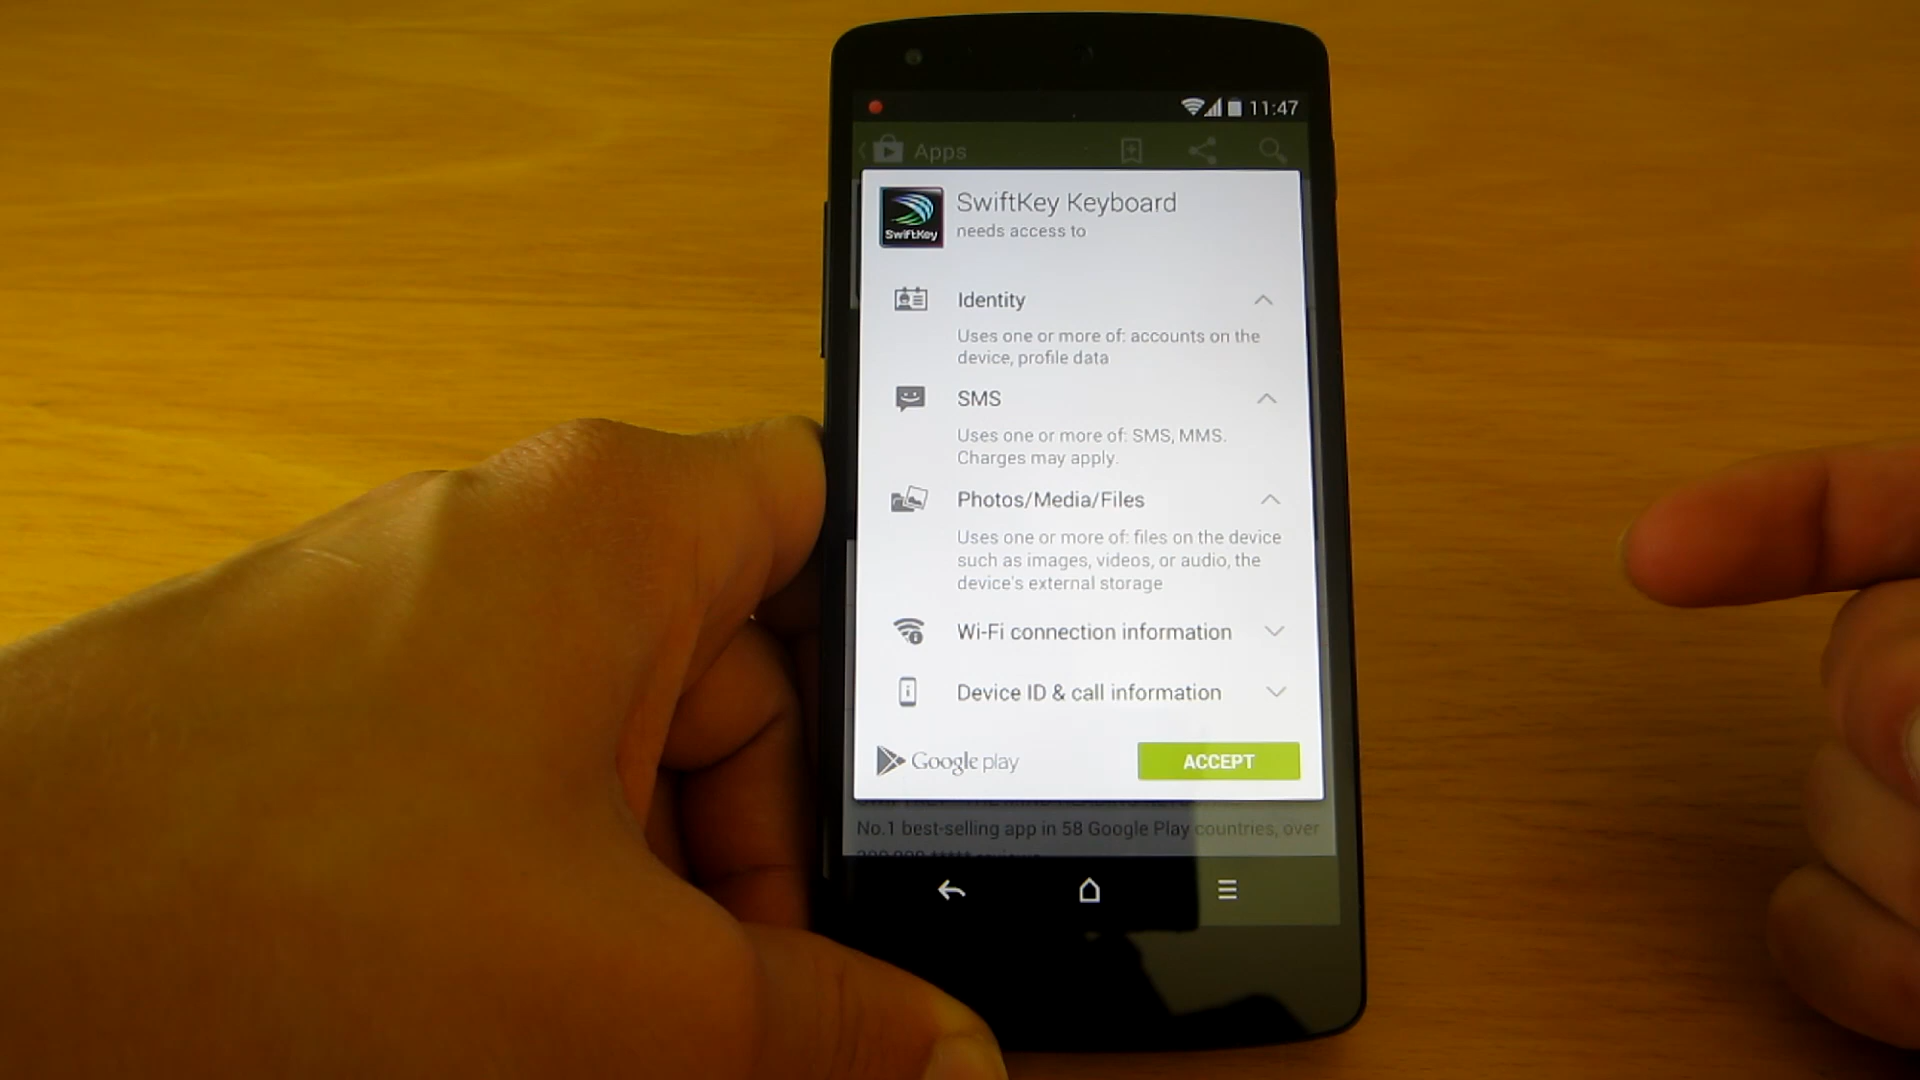 11:47
Apps
SwiftKey Keyboard
SwiftKey
needs access to
Identity
Uses one or more of: accounts on the
device, profile data
SMS
Uses one or more of: SMS, MMS.
Charges may apply.
Photos/Media/Files
Uses one or more of: files on the device
such as images, videos, or audio, the
device's external storage
Wi-Fi connection information
Device ID & call information
Google play
ACCEPT
No.1 best-selling app in 58 Google Play countries, over